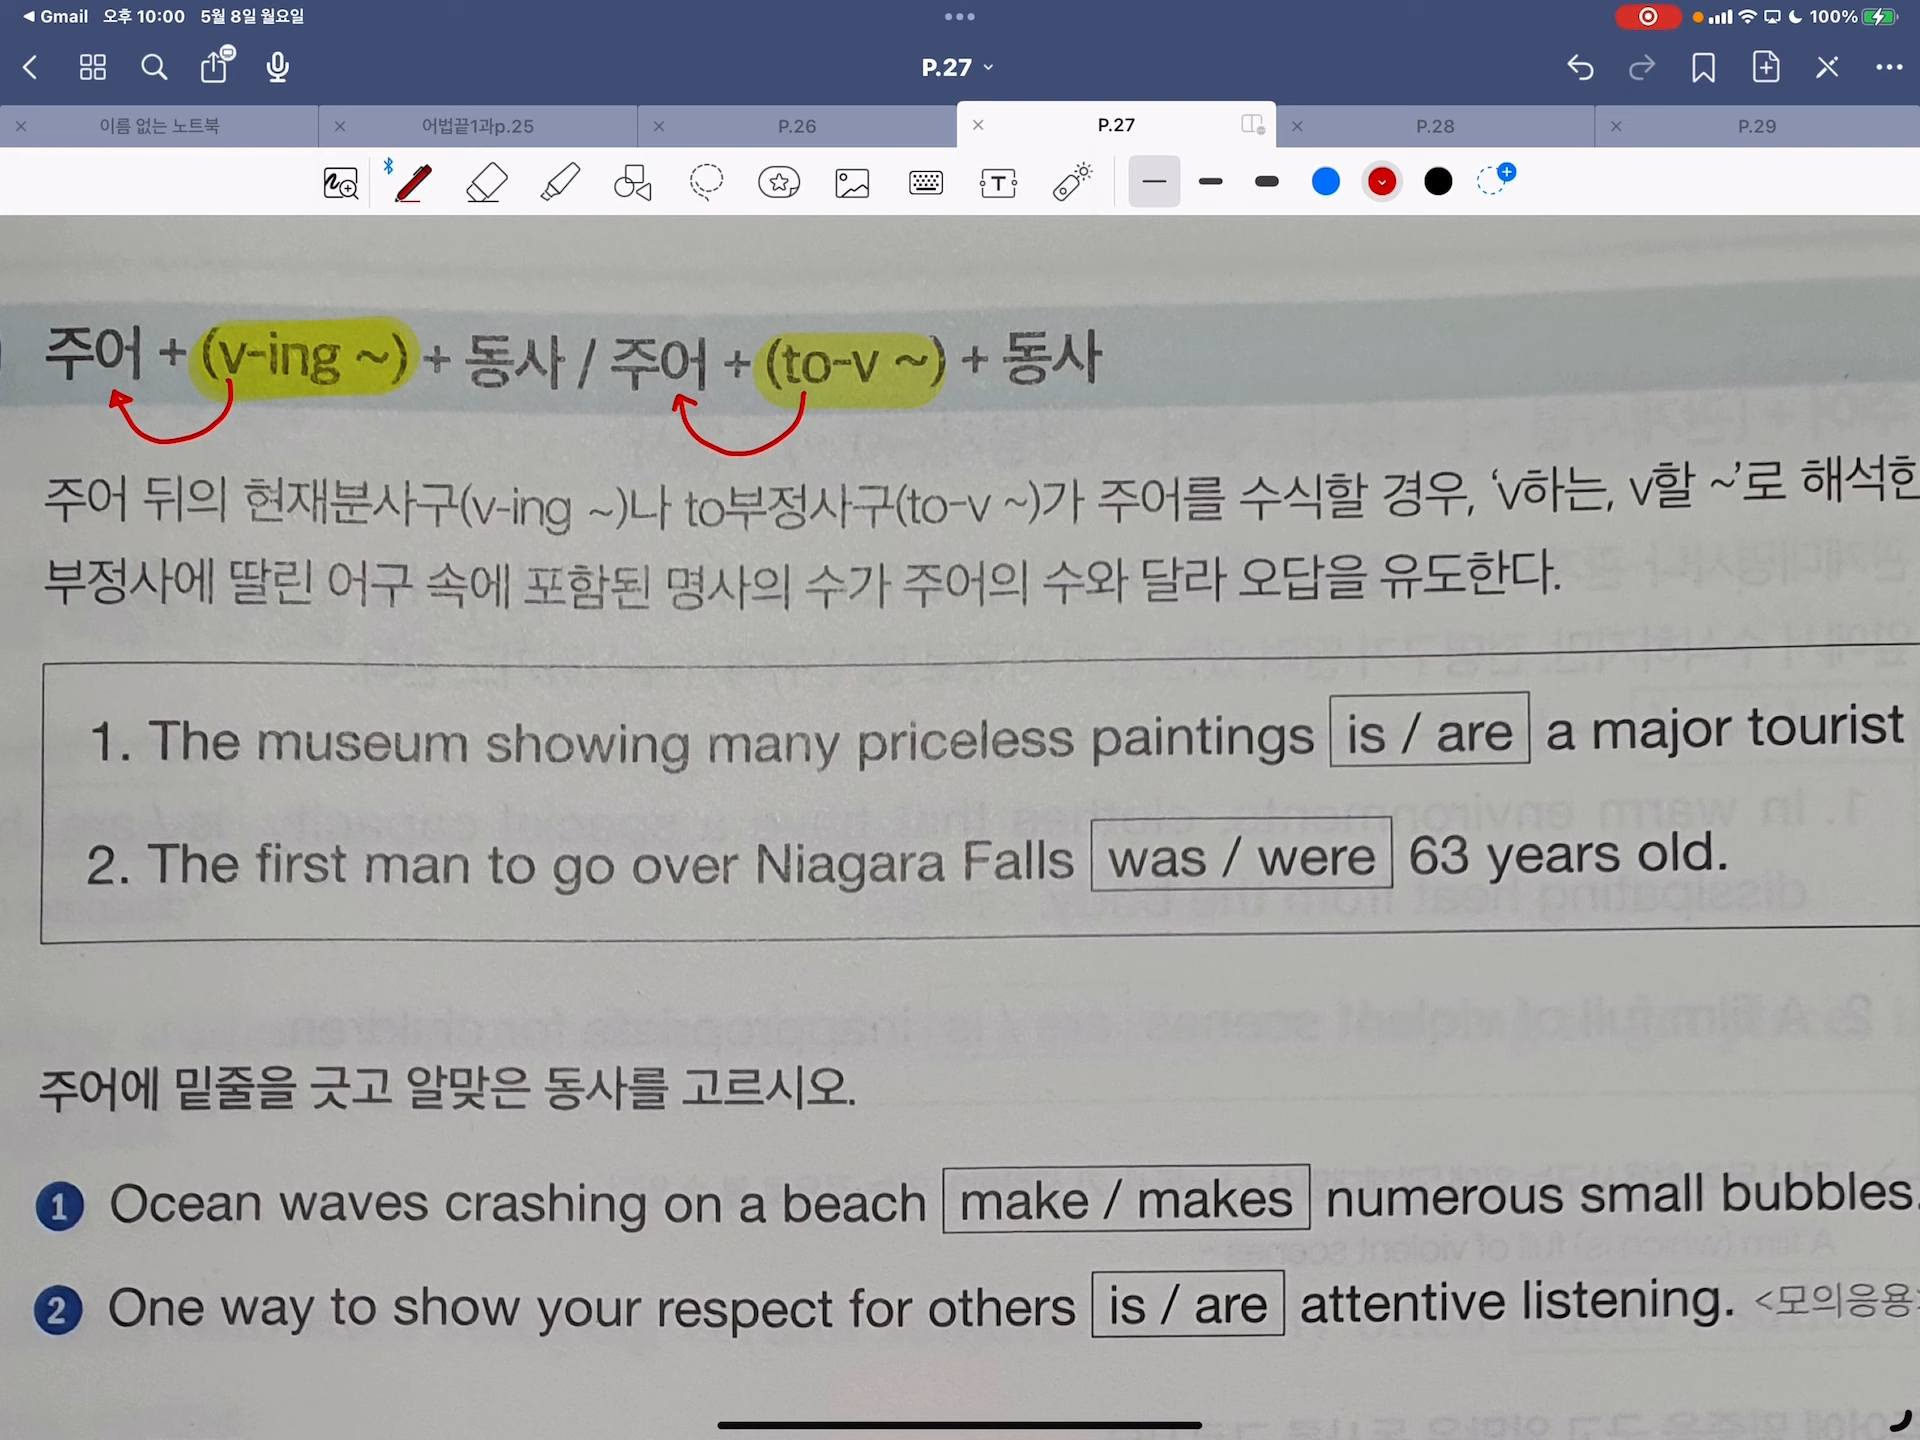 ◀ Gmail 오후 10:00 5월 8일 월요일
100%
P.27
이름 없는 노트북
어법끝1과p.25
P.26
P.27
P.28
P.29
주어 + (v-ing ~) + 동사 / 주어 + (to-v ~) + 동사
주어 뒤의 현재분사구(v-ing ~)나 to부정사구(to-v ~)가 주어를 수식할 경우, ‘v하는, v할 ~’로 해석한
부정사에 딸린 어구 속에 포함된 명사의 수가 주어의 수와 달라 오답을 유도한다.
1. The museum showing many priceless paintings is / are a major tourist
2. The first man to go over Niagara Falls was / were 63 years old.
주어에 밑줄을 긋고 알맞은 동사를 고르시오.
1 Ocean waves crashing on a beach make / makes numerous small bubbles.
2 One way to show your respect for others is / are attentive listening. <모의응용>